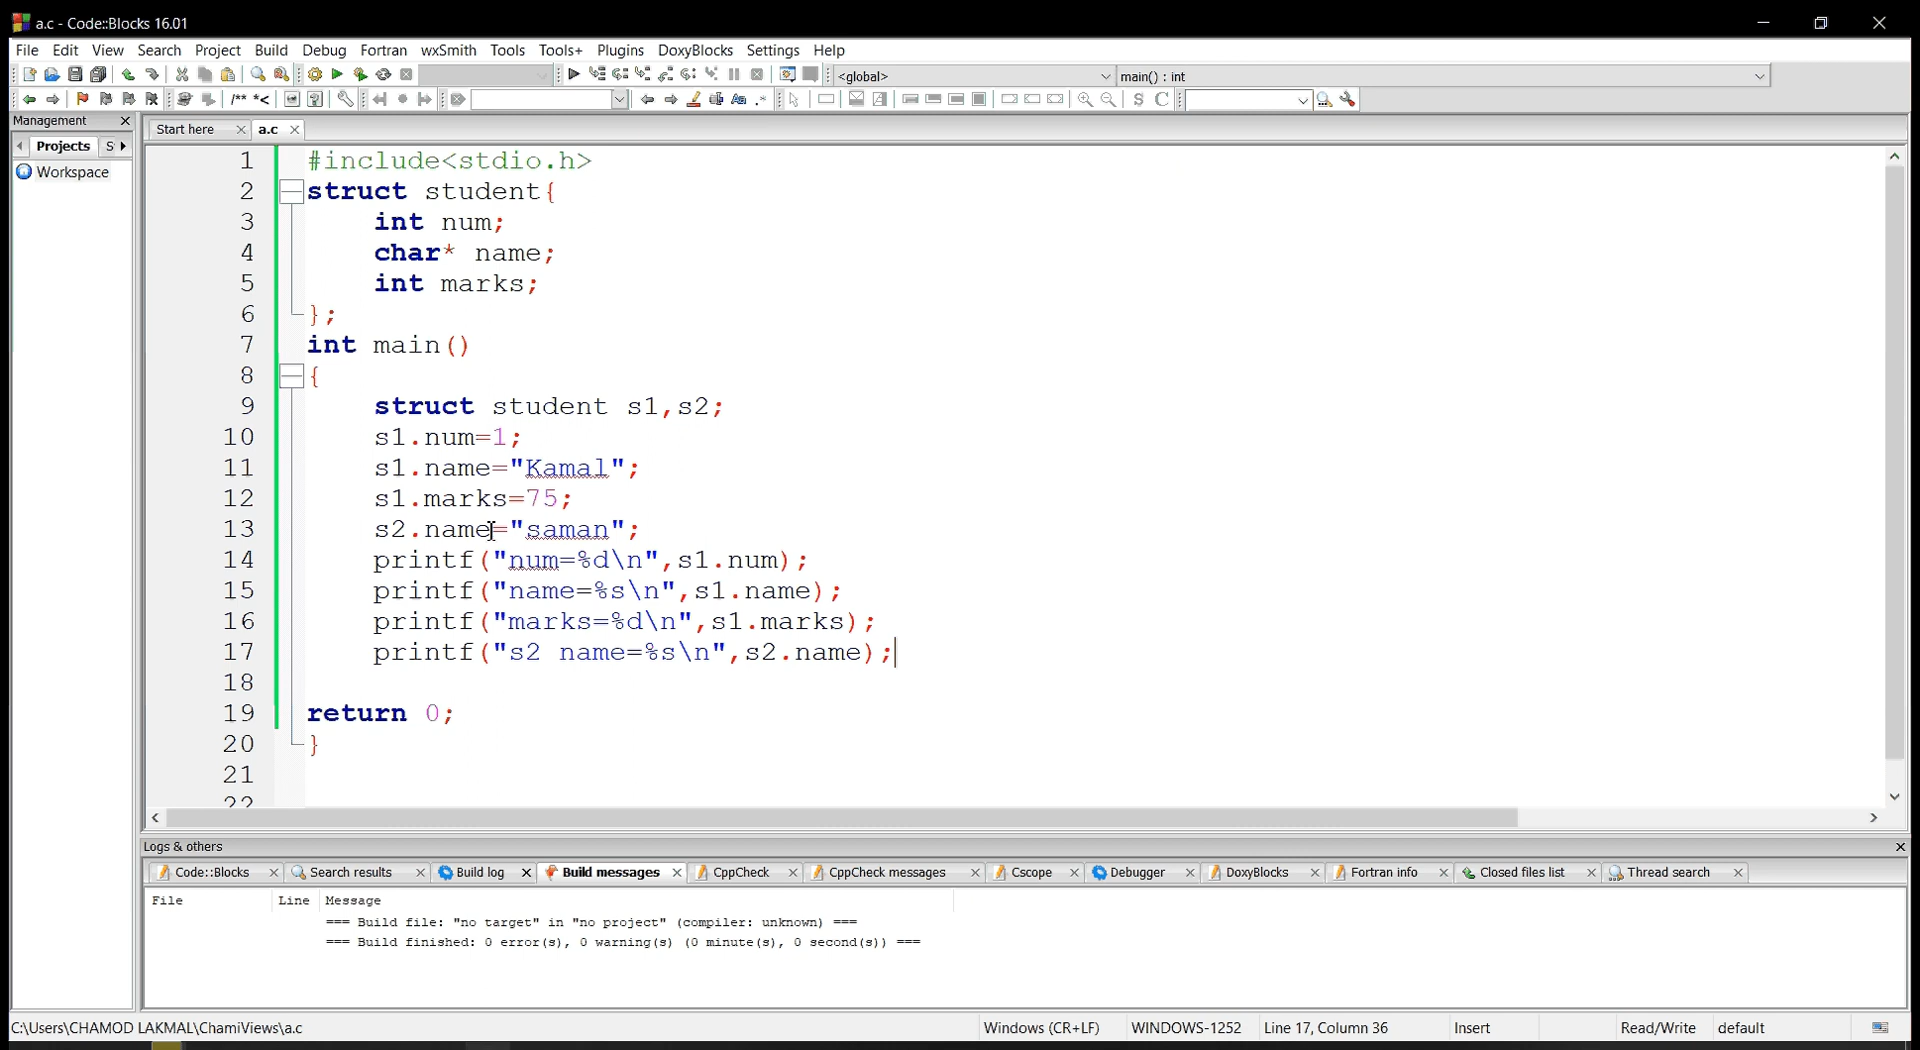 a.c - Code::Blocks 16.01
File Edit View Search Project Build Debug Fortran wxSmith Tools Tools+ Plugins DoxyBlocks Settings Help
<global> main() : int
/** *<
S C
Management
Start here a.c
Projects S
Workspace
1 #include<stdio.h>
2 struct student{
3 int num;
4 char* name;
5 int marks;
6 };
7 int main()
8 {
9 struct student s1,s2;
10 s1.num=1;
11 s1.name="Kamal";
12 s1.marks=75;
13 s2.name="saman";
14 printf("num=%d\n",s1.num);
15 printf("name=%s\n",s1.name);
16 printf("marks=%d\n",s1.marks);
17 printf("s2 name=%s\n",s2.name);
18
19 return 0;
20 }
21
22
Logs & others
Code::Blocks Search results Build log Build messages CppCheck CppCheck messages Cscope Debugger DoxyBlocks Fortran info Closed files list Thread search
File Line Message
=== Build file: "no target" in "no project" (compiler: unknown) ===
=== Build finished: 0 error(s), 0 warning(s) (0 minute(s), 0 second(s)) ===
C:\Users\CHAMOD LAKMAL\ChamiViews\a.c Windows (CR+LF) WINDOWS-1252 Line 17, Column 36 Insert Read/Write default